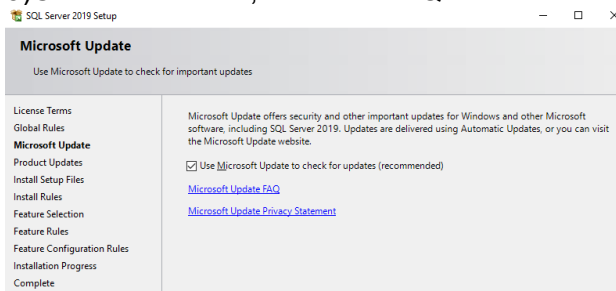 SQL Server 2019 Setup
Microsoft Update
Use Microsoft Update to check for important updates
License Terms
Global Rules
Microsoft Update
Product Updates
Install Setup Files
Install Rules
Feature Selection
Feature Rules
Feature Configuration Rules
Installation Progress
Complete
Microsoft Update offers security and other important updates for Windows and other Microsoft
software, including SQL Server 2019. Updates are delivered using Automatic Updates, or you can visit
the Microsoft Update website.
Use Microsoft Update to check for updates (recommended)
Microsoft Update FAQ
Microsoft Update Privacy Statement